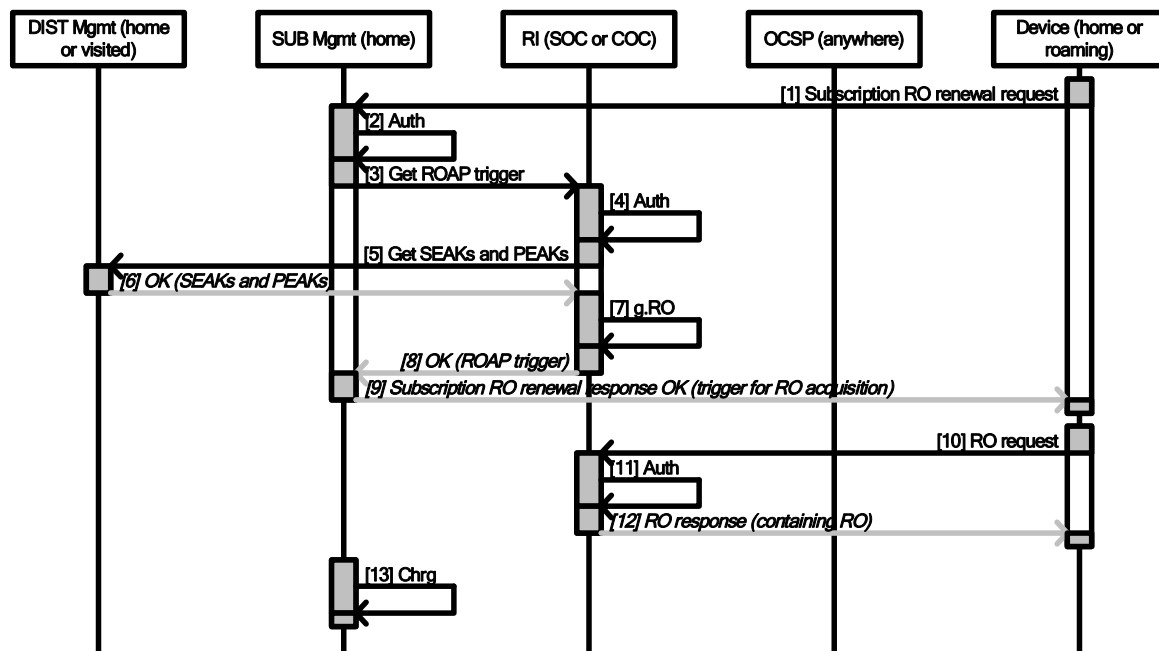 DIST Mgmt (home
or visited)
SUB Mgmt (home)
RI (SOC or COC)
OCSP (anywhere)
Device (home or
roaming)
[1] Subscription RO renewal request
[2] Auth
[3] Get ROAP trigger
[4] Auth
[5] Get SEAKs and PEAKs
[6] OK (SEAKs and PEAKs)
[7] g.RO
[8] OK (ROAP trigger)
[9] Subscription RO renewal response OK (trigger for RO acquisition)
[10] RO request
[11] Auth
[12] RO response (containing RO)
[13] Chrg